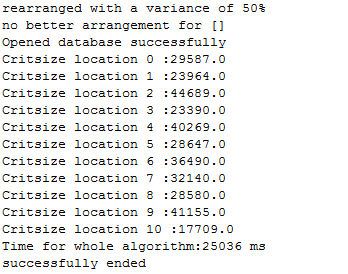 rearranged with a variance of 50%
no better arrangement for []
Opened database successfully
Critsize location 0 :29587.0
Critsize location 1 :23964.0
Critsize location 2 :44689.0
Critsize location 3 :23390.0
Critsize location 4 :40269.0
Critsize location 5 :28647.0
Critsize location 6 :36490.0
Critsize location 7 :32140.0
Critsize location 8 :28580.0
Critsize location 9 :41155.0
Critsize location 10 :17709.0
Time for whole algorithm:25036 ms
successfully ended